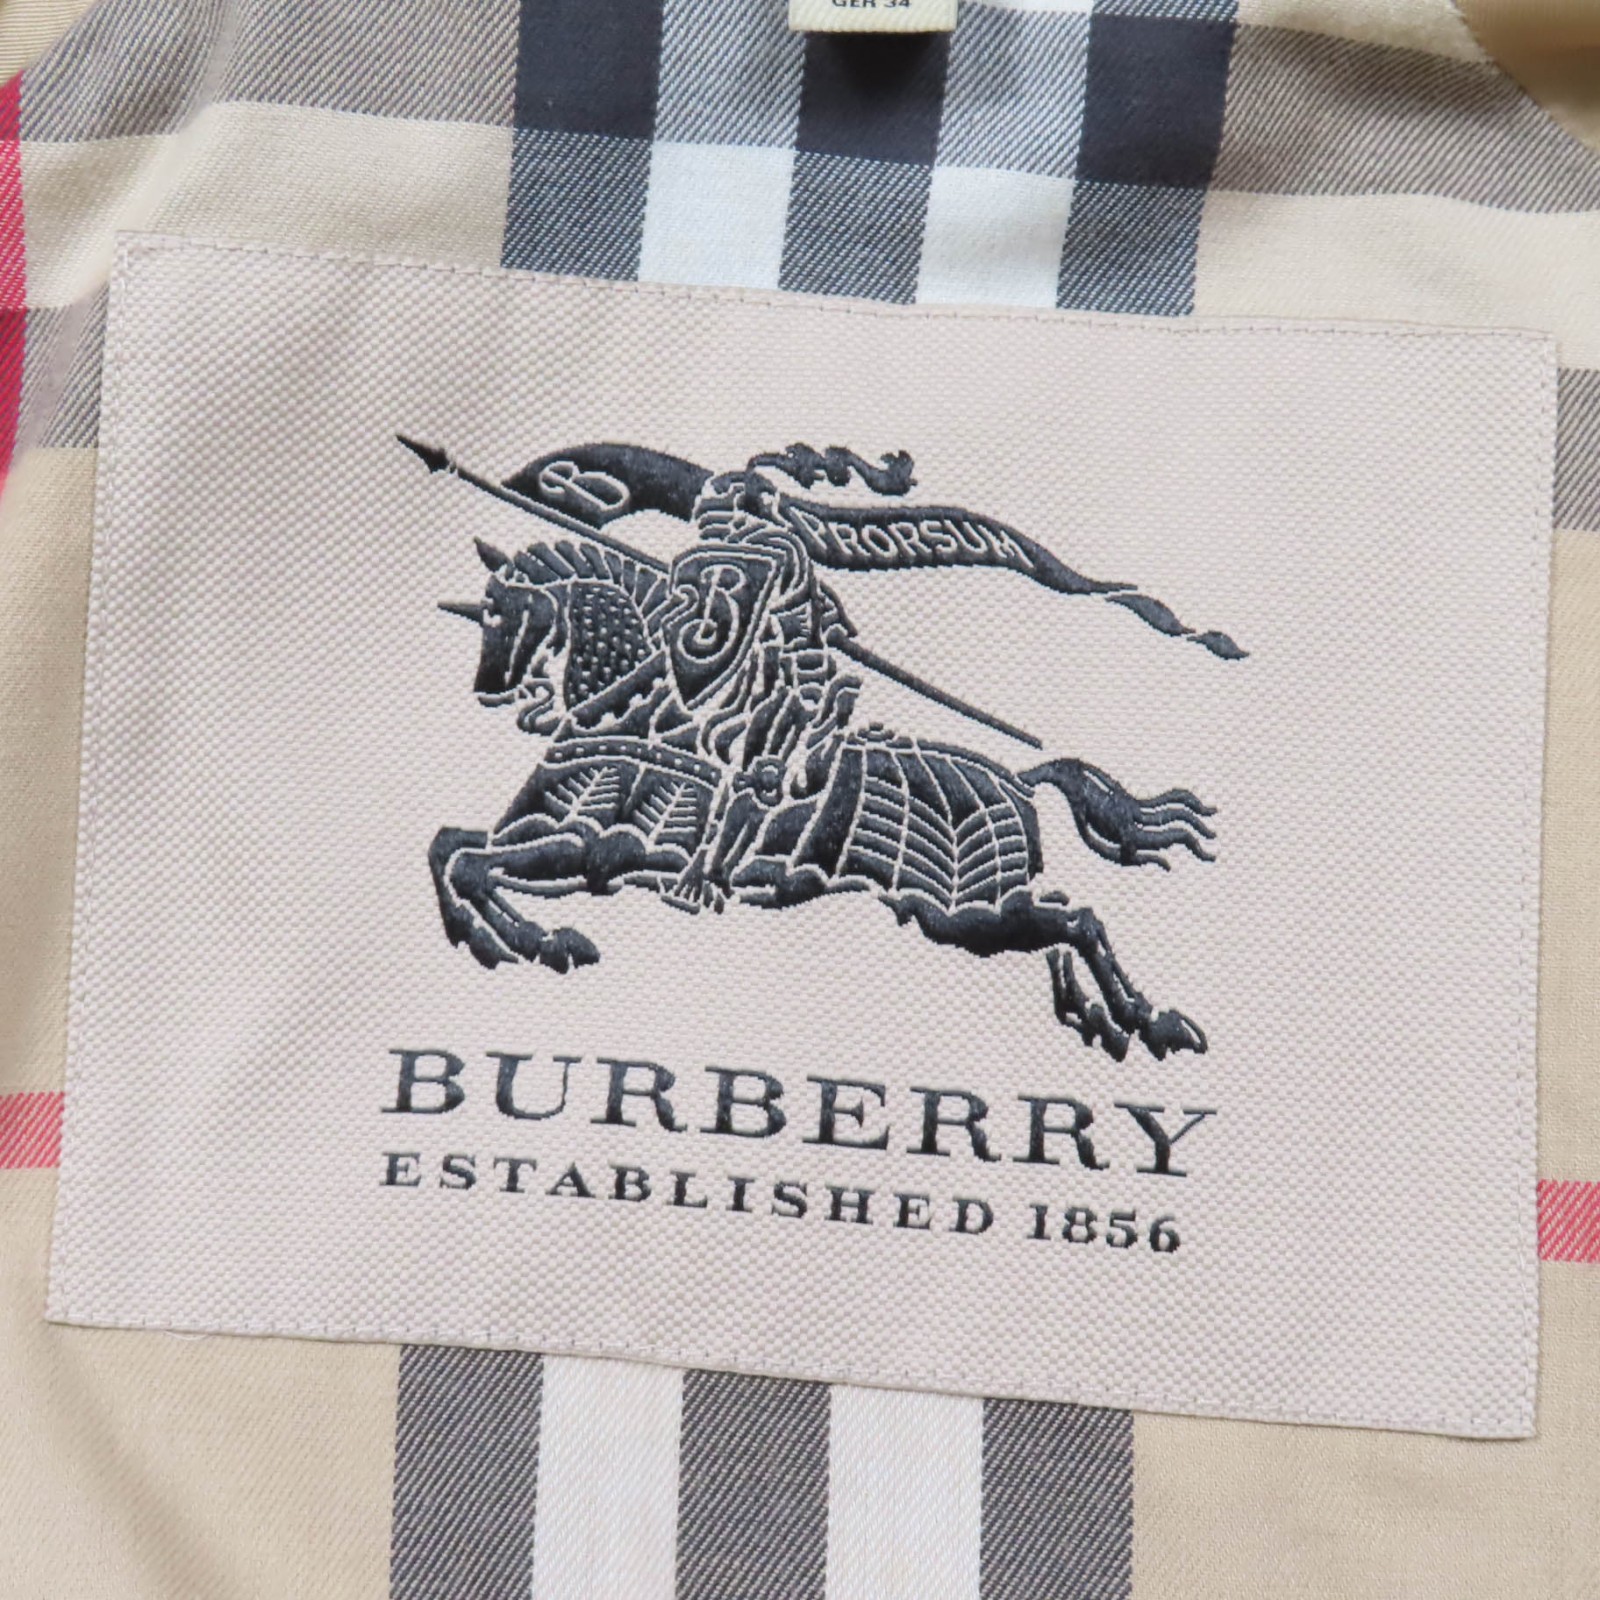 GER 34
B
PRORSUM
B
BURBERRY
ESTABLISHED 1856